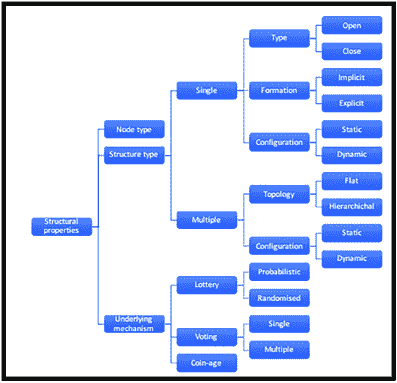 Open
Type
Close
Single
Implicit
Formation
Explicit
Static
Configuration
Dynamic
Node type
Structure type
Flat
Topology
Hierarchichal
Multiple
Static
Configuration
Dynamic
Structural
properties
Probabilistic
Lottery
Randomised
Underlying
mechanism
Single
Voting
Multiple
Coin-age